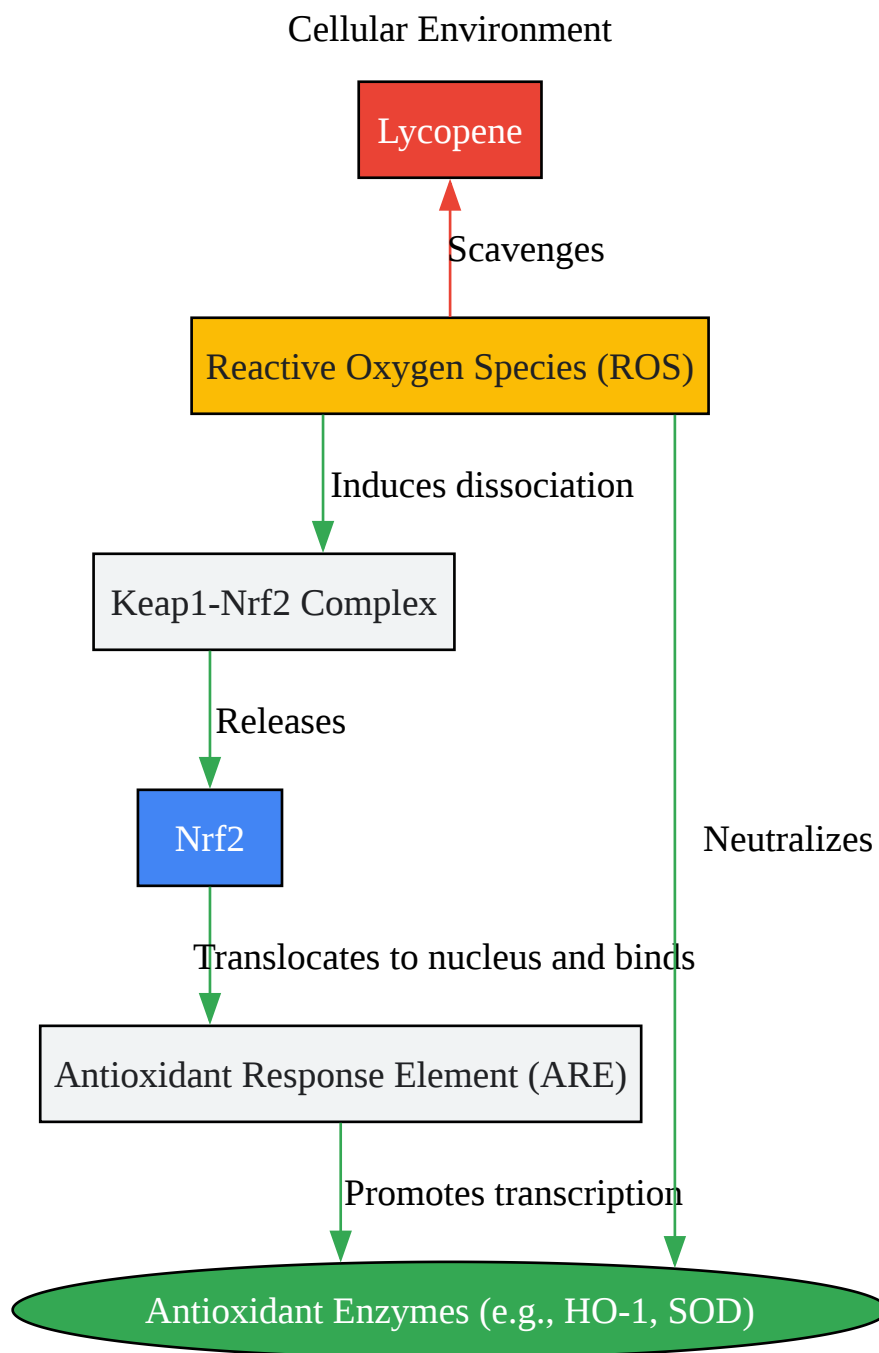 Cellular Environment
Lycopene
Scavenges
Reactive Oxygen Species (ROS)
Induces dissociation
Keap1-Nrf2 Complex
Releases
Nrf2
Neutralizes
Translocates to nucleus and binds
Antioxidant Response Element (ARE)
Promotes transcription
Antioxidant Enzymes (e.g., HO-1, SOD)